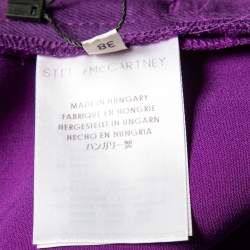 38
STELLA McCARTNEY
MADE IN HUNGARY
FABRIQUÉ EN HONGRIE
HERGESTELLT IN UNGARN
HECHO EN HUNGRIA
ハンガリー製